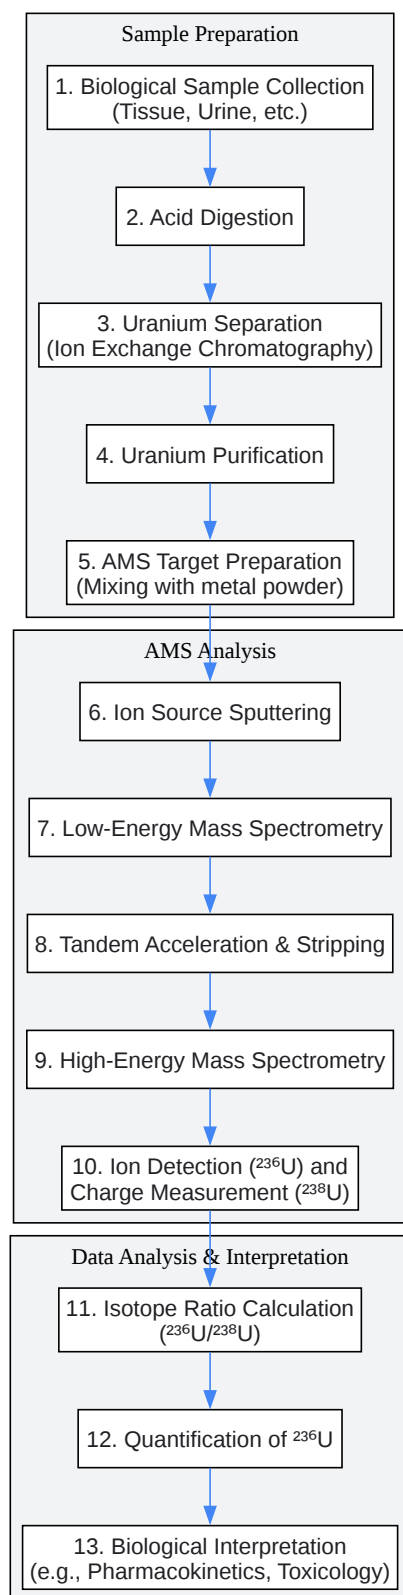 Sample Preparation
1. Biological Sample Collection
(Tissue, Urine, etc.)
2. Acid Digestion
3. Uranium Separation
(Ion Exchange Chromatography)
4. Uranium Purification
5. AMS Target Preparation
(Mixing with metal powder)
AMS Analysis
6. Ion Source Sputtering
7. Low-Energy Mass Spectrometry
8. Tandem Acceleration & Stripping
9. High-Energy Mass Spectrometry
10. Ion Detection (²³⁶U) and
Charge Measurement (²³⁸U)
Data Analysis & Interpretation
11. Isotope Ratio Calculation
(²³⁶U/²³⁸U)
12. Quantification of ²³⁶U
13. Biological Interpretation
(e.g., Pharmacokinetics, Toxicology)